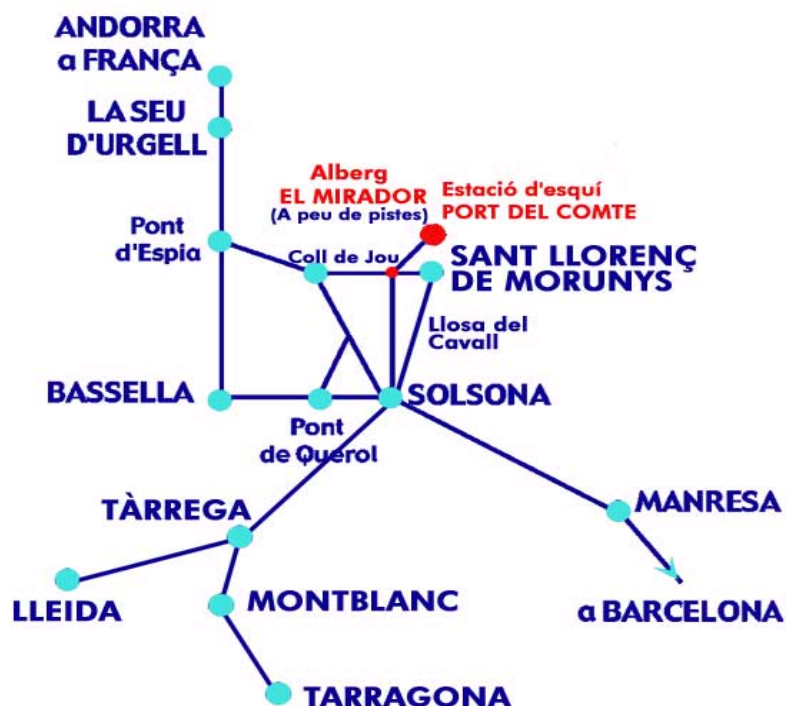 ANDORRA
a FRANÇA
LA SEU
D'URGELL
Alberg
EL MIRADOR
(A peu de pistes)
Estació d'esquí
PORT DEL COMTE
Pont
d'Espia
Coll de Jou
SANT LLORENÇ
DE MORUNYS
Llosa del
Cavall
BASSELLA
SOLSONA
Pont
de Querol
TÀRREGA
MANRESA
LLEIDA
MONTBLANC
a BARCELONA
TARRAGONA